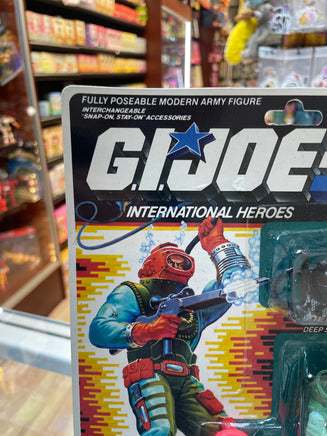 FULLY POSEABLE MODERN ARMY FIGURE
INTERCHANGEABLE
"SNAP-ON, STAY-ON" ACCESSORIES
G.I.JOE
INTERNATIONAL HEROES
DEEP S